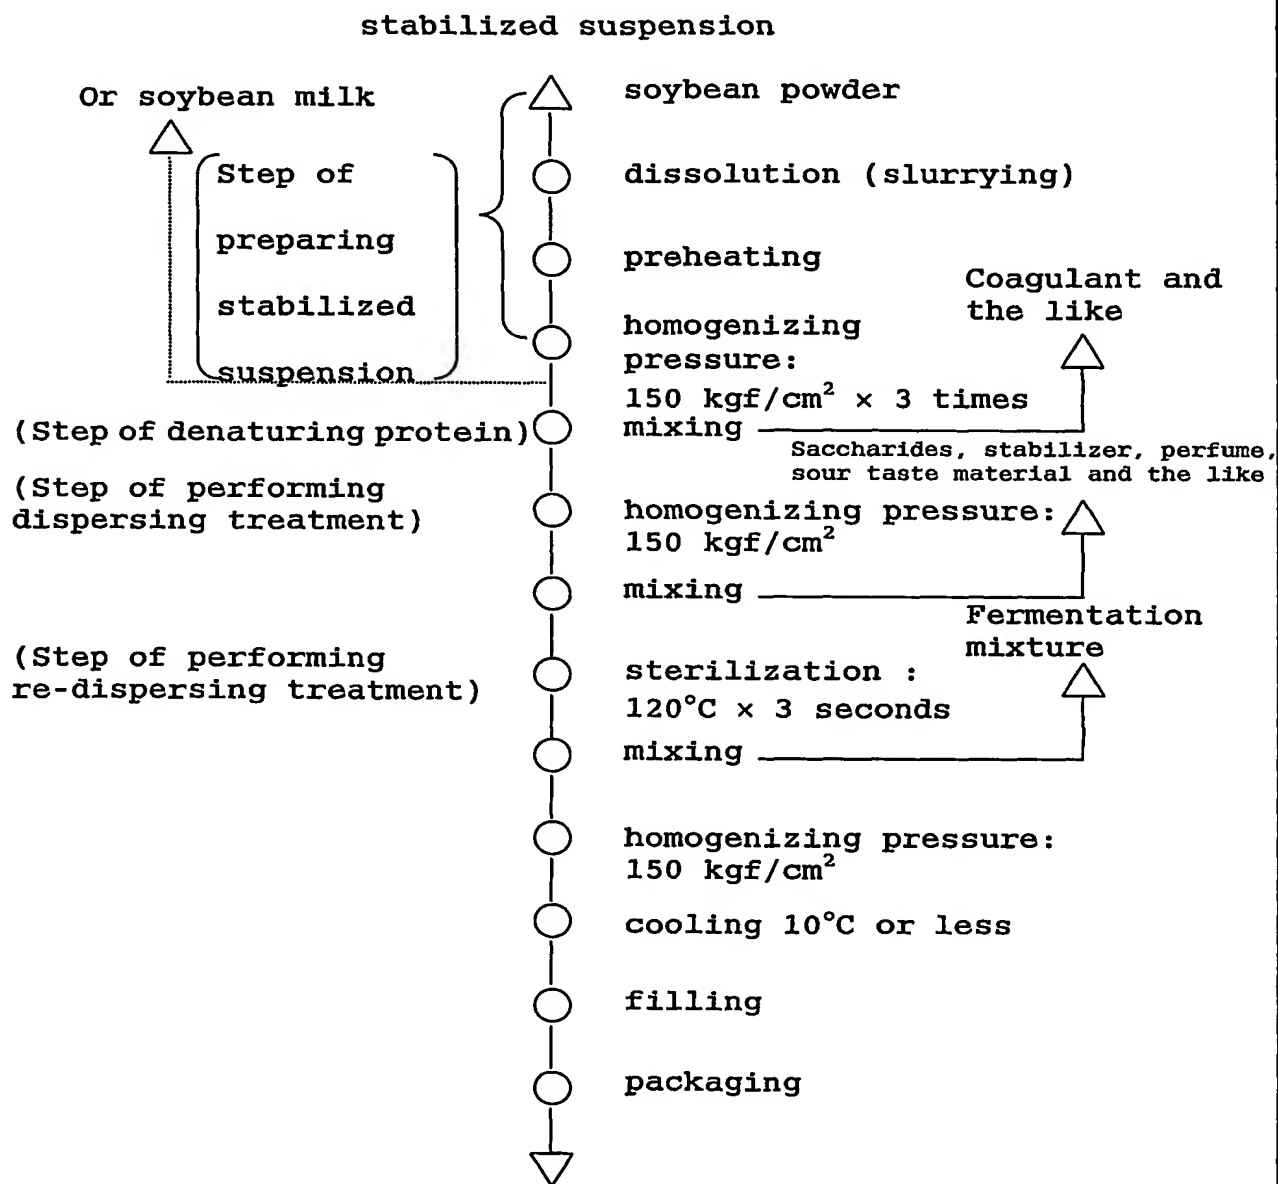 stabilized suspension
Or soybean milk
soybean powder
Step of
preparing
stabilized
suspension
dissolution (slurrying)
preheating
homogenizing
pressure:
150 kgf/cm² × 3 times
Coagulant and
the like
(Step of denaturing protein)
mixing
Saccharides, stabilizer, perfume,
sour taste material and the like
(Step of performing
dispersing treatment)
homogenizing pressure:
150 kgf/cm²
mixing
Fermentation
mixture
(Step of performing
re-dispersing treatment)
sterilization :
120°C × 3 seconds
mixing
homogenizing pressure:
150 kgf/cm²
cooling 10°C or less
filling
packaging